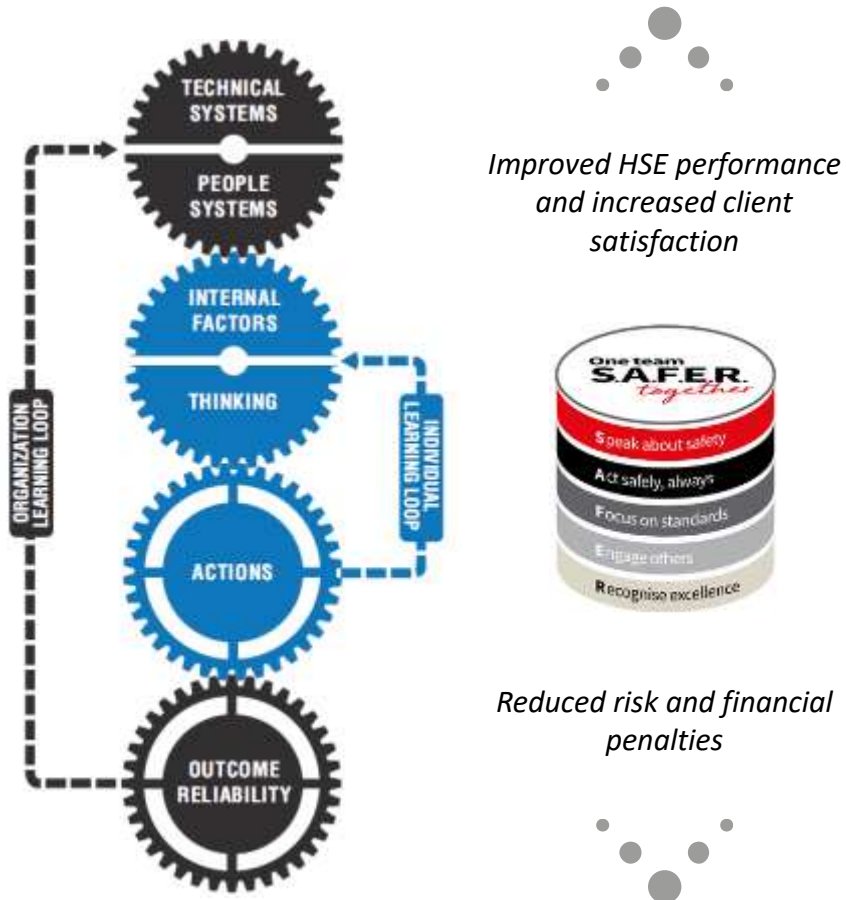 TECHNICAL
SYSTEMS
PEOPLE
SYSTEMS
INTERNAL
FACTORS
THINKING
ORGANIZATION
LEARNING LOOP
INDIVIDUAL
LEARNING LOOP
ACTIONS
OUTCOME
RELIABILITY
Improved HSE performance
and increased client
satisfaction
One team
S.A.F.E.R.
together
Speak about safety
Act safely, always
Focus on standards
Engage others
Recognise excellence
Reduced risk and financial
penalties